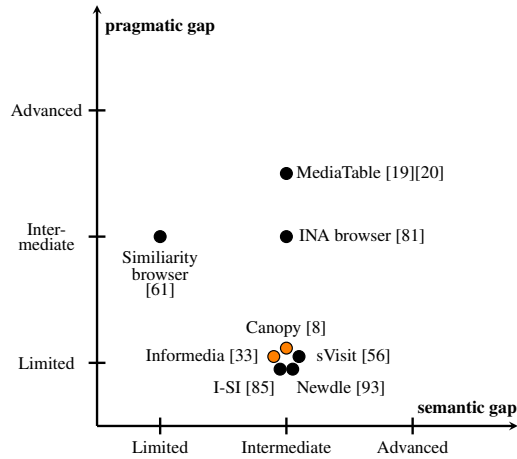 pragmatic gap
Advanced
MediaTable [19][20]
Inter-
mediate
INA browser [81]
Similiarity
browser
[61]
Canopy [8]
Informedia [33]
sVisit [56]
Limited
I-SI [85]
Newdle [93]
semantic gap
Limited
Intermediate
Advanced